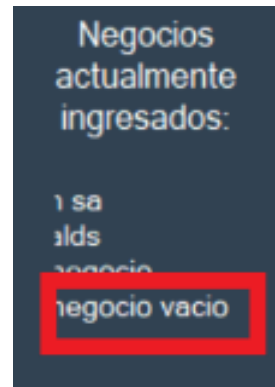 Negocios
actualmente
ingresados:
n sa
alds
negocio
negocio vacio